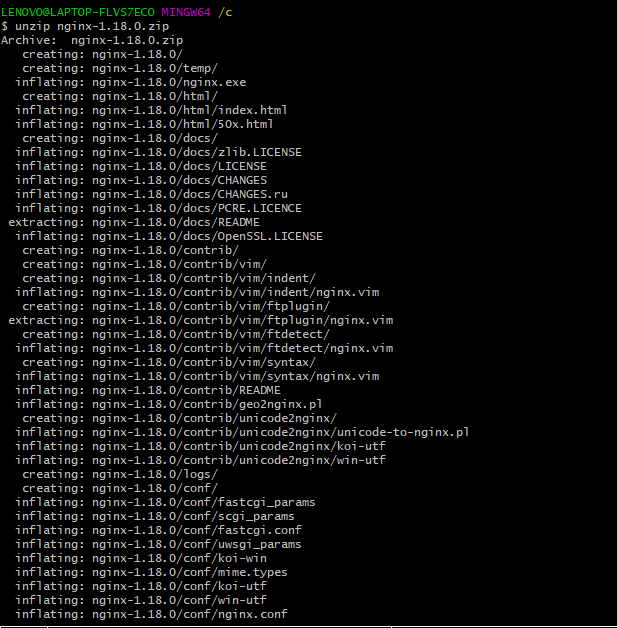 LENOVO@LAPTOP-FLVS7ECO MINGW64 /c
$ unzip nginx-1.18.0.zip
Archive:  nginx-1.18.0.zip
   creating: nginx-1.18.0/
   creating: nginx-1.18.0/temp/
  inflating: nginx-1.18.0/nginx.exe
   creating: nginx-1.18.0/html/
  inflating: nginx-1.18.0/html/index.html
  inflating: nginx-1.18.0/html/50x.html
   creating: nginx-1.18.0/docs/
  inflating: nginx-1.18.0/docs/zlib.LICENSE
  inflating: nginx-1.18.0/docs/LICENSE
  inflating: nginx-1.18.0/docs/CHANGES
  inflating: nginx-1.18.0/docs/CHANGES.ru
  inflating: nginx-1.18.0/docs/PCRE.LICENCE
 extracting: nginx-1.18.0/docs/README
  inflating: nginx-1.18.0/docs/OpenSSL.LICENSE
   creating: nginx-1.18.0/contrib/
   creating: nginx-1.18.0/contrib/vim/
   creating: nginx-1.18.0/contrib/vim/indent/
  inflating: nginx-1.18.0/contrib/vim/indent/nginx.vim
   creating: nginx-1.18.0/contrib/vim/ftplugin/
 extracting: nginx-1.18.0/contrib/vim/ftplugin/nginx.vim
   creating: nginx-1.18.0/contrib/vim/ftdetect/
  inflating: nginx-1.18.0/contrib/vim/ftdetect/nginx.vim
   creating: nginx-1.18.0/contrib/vim/syntax/
  inflating: nginx-1.18.0/contrib/vim/syntax/nginx.vim
  inflating: nginx-1.18.0/contrib/README
  inflating: nginx-1.18.0/contrib/geo2nginx.pl
   creating: nginx-1.18.0/contrib/unicode2nginx/
  inflating: nginx-1.18.0/contrib/unicode2nginx/unicode-to-nginx.pl
  inflating: nginx-1.18.0/contrib/unicode2nginx/koi-utf
  inflating: nginx-1.18.0/contrib/unicode2nginx/win-utf
   creating: nginx-1.18.0/logs/
   creating: nginx-1.18.0/conf/
  inflating: nginx-1.18.0/conf/fastcgi_params
  inflating: nginx-1.18.0/conf/scgi_params
  inflating: nginx-1.18.0/conf/fastcgi.conf
  inflating: nginx-1.18.0/conf/uwsgi_params
  inflating: nginx-1.18.0/conf/koi-win
  inflating: nginx-1.18.0/conf/mime.types
  inflating: nginx-1.18.0/conf/koi-utf
  inflating: nginx-1.18.0/conf/win-utf
  inflating: nginx-1.18.0/conf/nginx.conf